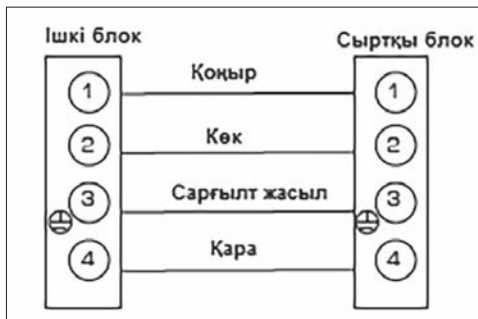 Ішкі блок Сыртқы блок
1 Қоңыр 1
2 Көк 2
3 Сарғылт жасыл 3
4 Қара 4